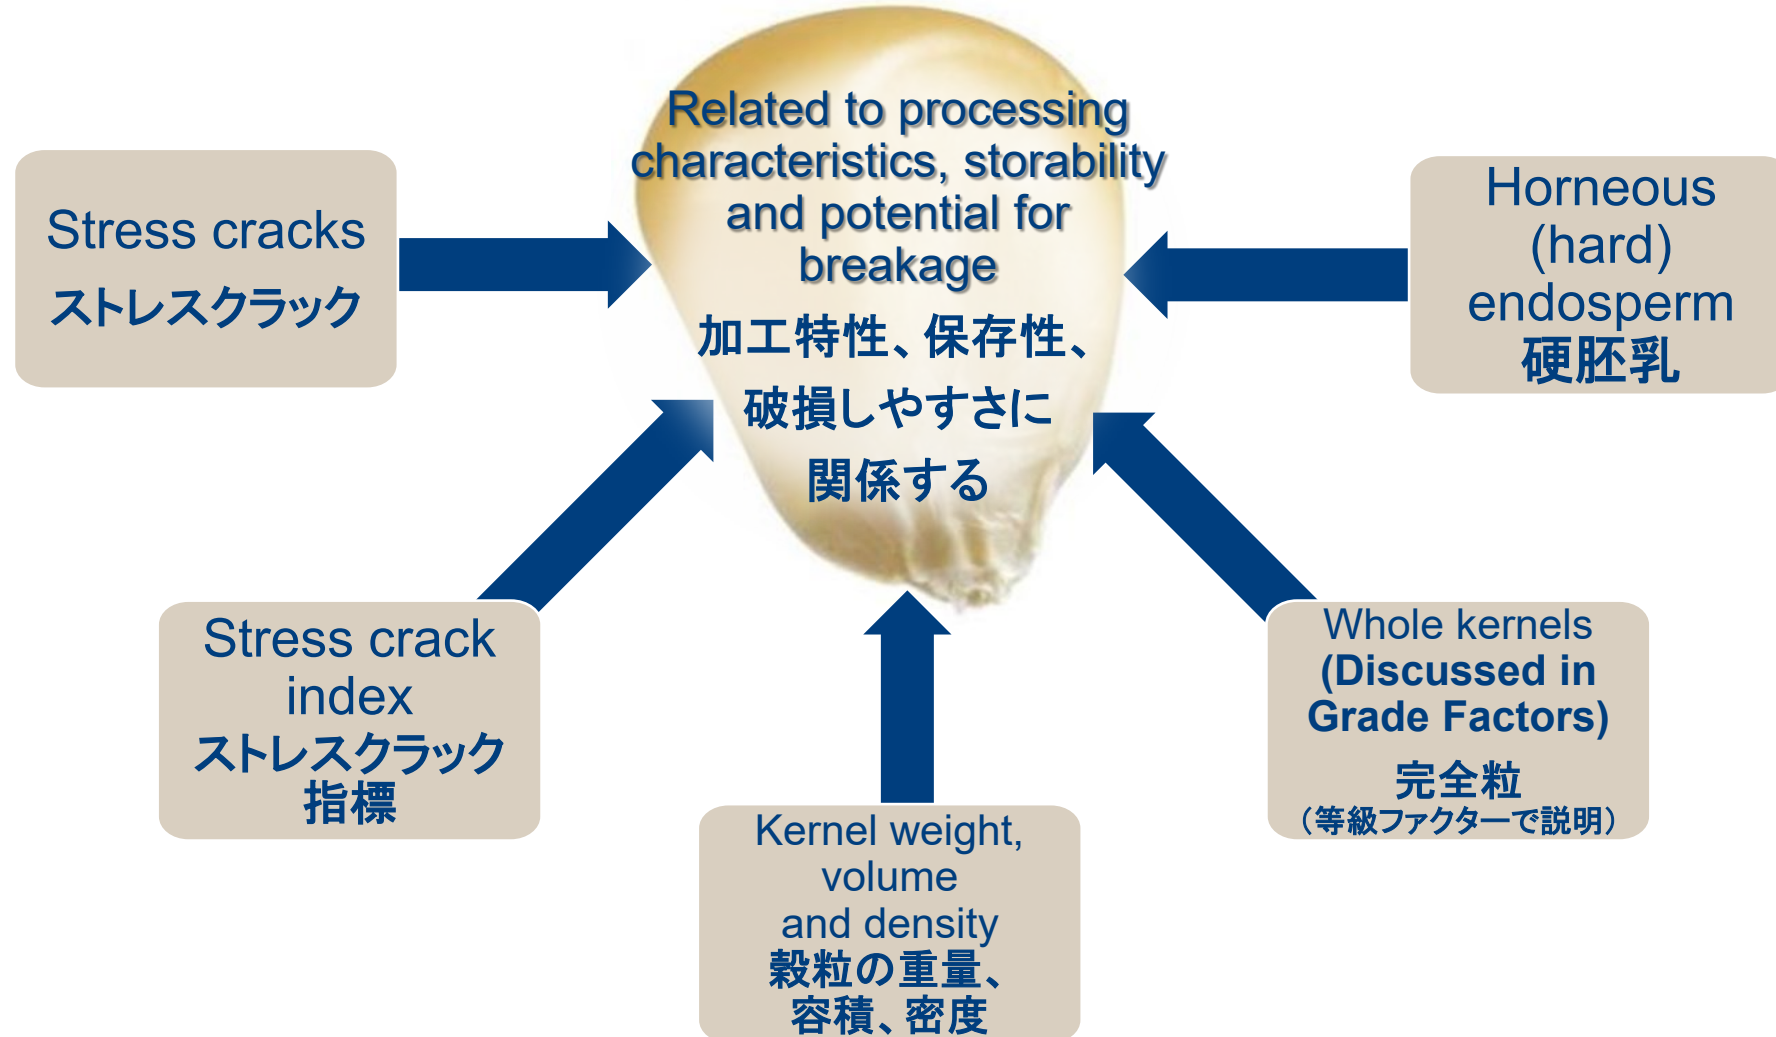 Related to processing
characteristics, storability
and potential for
breakage
加工特性、保存性、
破損しやすさに
関係する
Stress cracks
ストレスクラック
Stress crack
index
ストレスクラック
指標
Kernel weight,
volume
and density
穀粒の重量、
容積、密度
Whole kernels
(Discussed in
Grade Factors)
完全粒
（等級ファクターで説明）
Horneous
(hard)
endosperm
硬胚乳